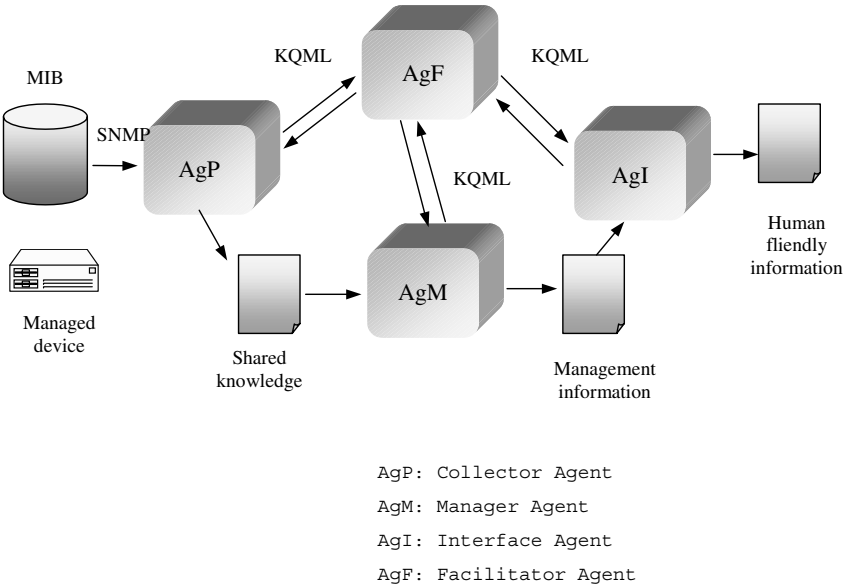 KQML
AgF
KQML
MIB
SNMP
AgP
KQML
AgI
AgM
Human
fliendly
information
Managed
device
Shared
knowledge
Management
information
AgP: Collector Agent
AgM: Manager Agent
AgI: Interface Agent
AgF: Facilitator Agent